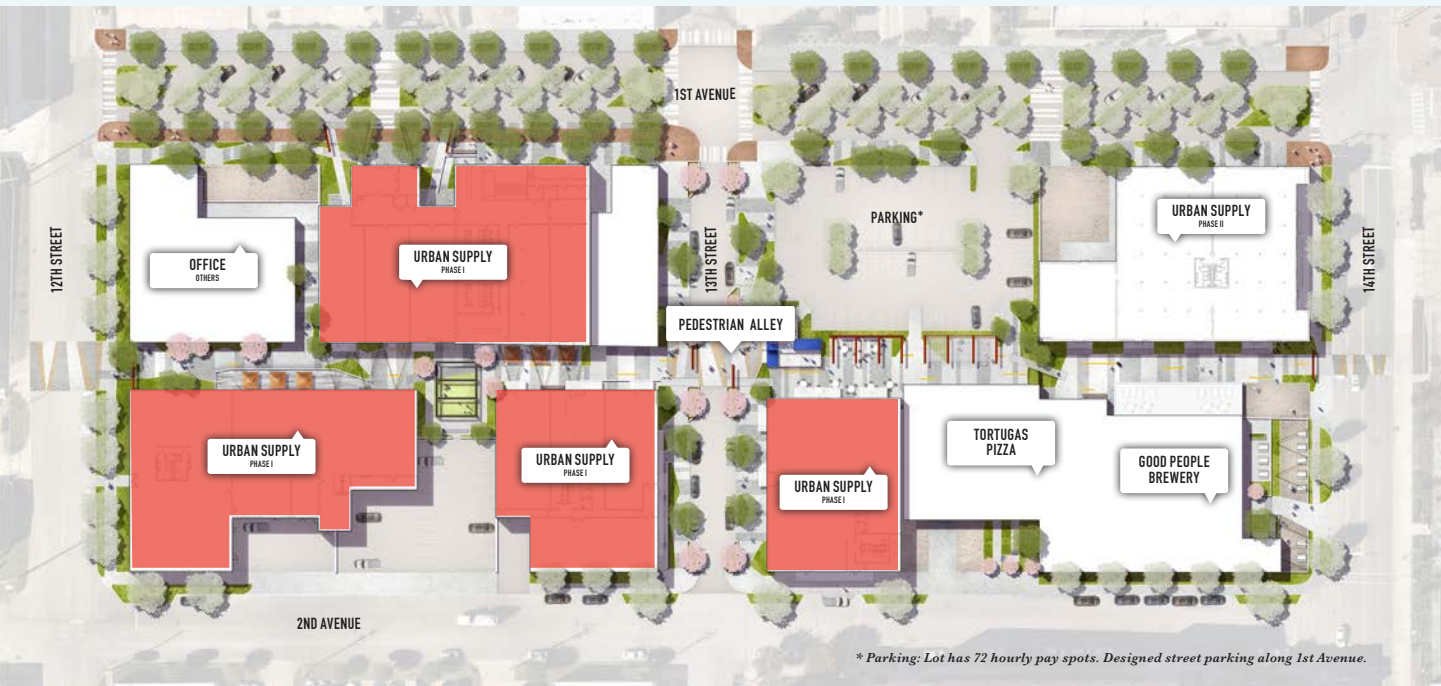 1ST AVENUE
12TH STREET
OFFICE
OTHERS
URBAN SUPPLY
PHASE I
13TH STREET
PARKING*
URBAN SUPPLY
PHASE II
14TH STREET
PEDESTRIAN ALLEY
URBAN SUPPLY
PHASE I
URBAN SUPPLY
PHASE I
URBAN SUPPLY
PHASE I
TORTUGAS
PIZZA
GOOD PEOPLE
BREWERY
2ND AVENUE
* Parking: Lot has 72 hourly pay spots. Designed street parking along 1st Avenue.